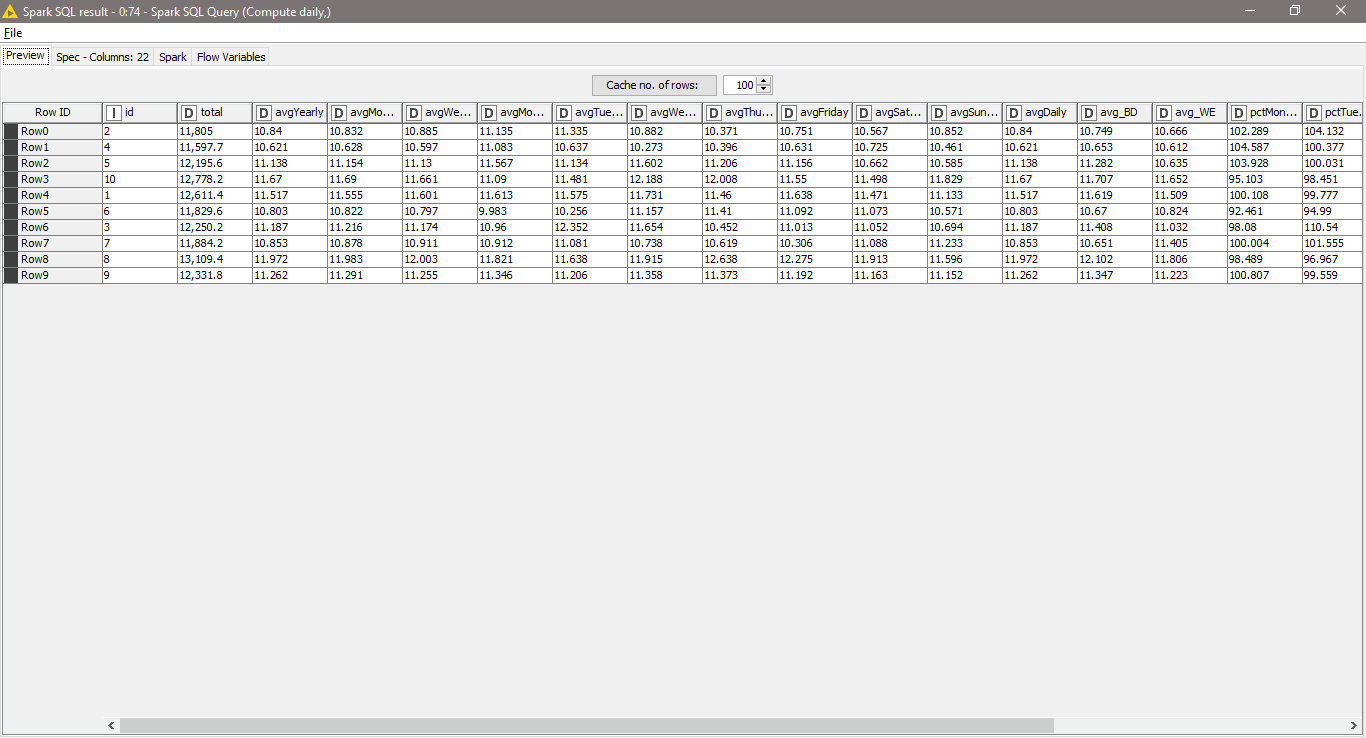 Spark SQL result - 0:74 - Spark SQL Query (Compute daily,)
File
Preview Spec - Columns: 22 Spark Flow Variables
Cache no. of rows: 100
Row ID I id D total D avgYearly D avgMo... D avgWe... D avgMo... D avgTue... D avgWe... D avgThu... D avgFriday D avgSat... D avgSun... D avgDaily D avg_BD D avg_WE D pctMon... D pctTue.
Row0 2 11,805 10.84 10.832 10.885 11.135 11.335 10.882 10.371 10.751 10.567 10.852 10.84 10.749 10.666 102.289 104.132
Row1 4 11,597.7 10.621 10.628 10.597 11.083 10.637 10.273 10.396 10.631 10.725 10.461 10.621 10.653 10.612 104.587 100.377
Row2 5 12,195.6 11.138 11.154 11.13 11.567 11.134 11.602 11.206 11.156 10.662 10.585 11.138 11.282 10.635 103.928 100.031
Row3 10 12,778.2 11.67 11.69 11.661 11.09 11.481 12.188 12.008 11.55 11.498 11.829 11.67 11.707 11.652 95.103 98.451
Row4 1 12,611.4 11.517 11.555 11.601 11.613 11.575 11.731 11.46 11.638 11.471 11.133 11.517 11.619 11.509 100.108 99.777
Row5 6 11,829.6 10.803 10.822 10.797 9.983 10.256 11.157 11.41 11.092 11.073 10.571 10.803 10.67 10.824 92.461 94.99
Row6 3 12,250.2 11.187 11.216 11.174 10.96 12.352 11.654 10.452 11.013 11.052 10.694 11.187 11.408 11.032 98.08 110.54
Row7 7 11,884.2 10.853 10.878 10.911 10.912 11.081 10.738 10.619 10.306 11.088 11.233 10.853 10.651 11.405 100.004 101.555
Row8 8 13,109.4 11.972 11.983 12.003 11.821 11.638 11.915 12.638 12.275 11.913 11.596 11.972 12.102 11.806 98.489 96.967
Row9 9 12,331.8 11.262 11.291 11.255 11.346 11.206 11.358 11.373 11.192 11.163 11.152 11.262 11.347 11.223 100.807 99.559